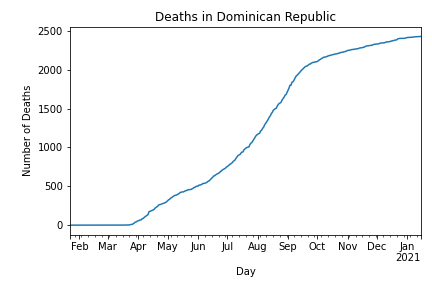 Deaths in Dominican Republic
Number of Deaths
2500
2000
1500
1000
500
0
Feb Mar Apr May Jun Jul Aug Sep Oct Nov Dec Jan
2021
Day